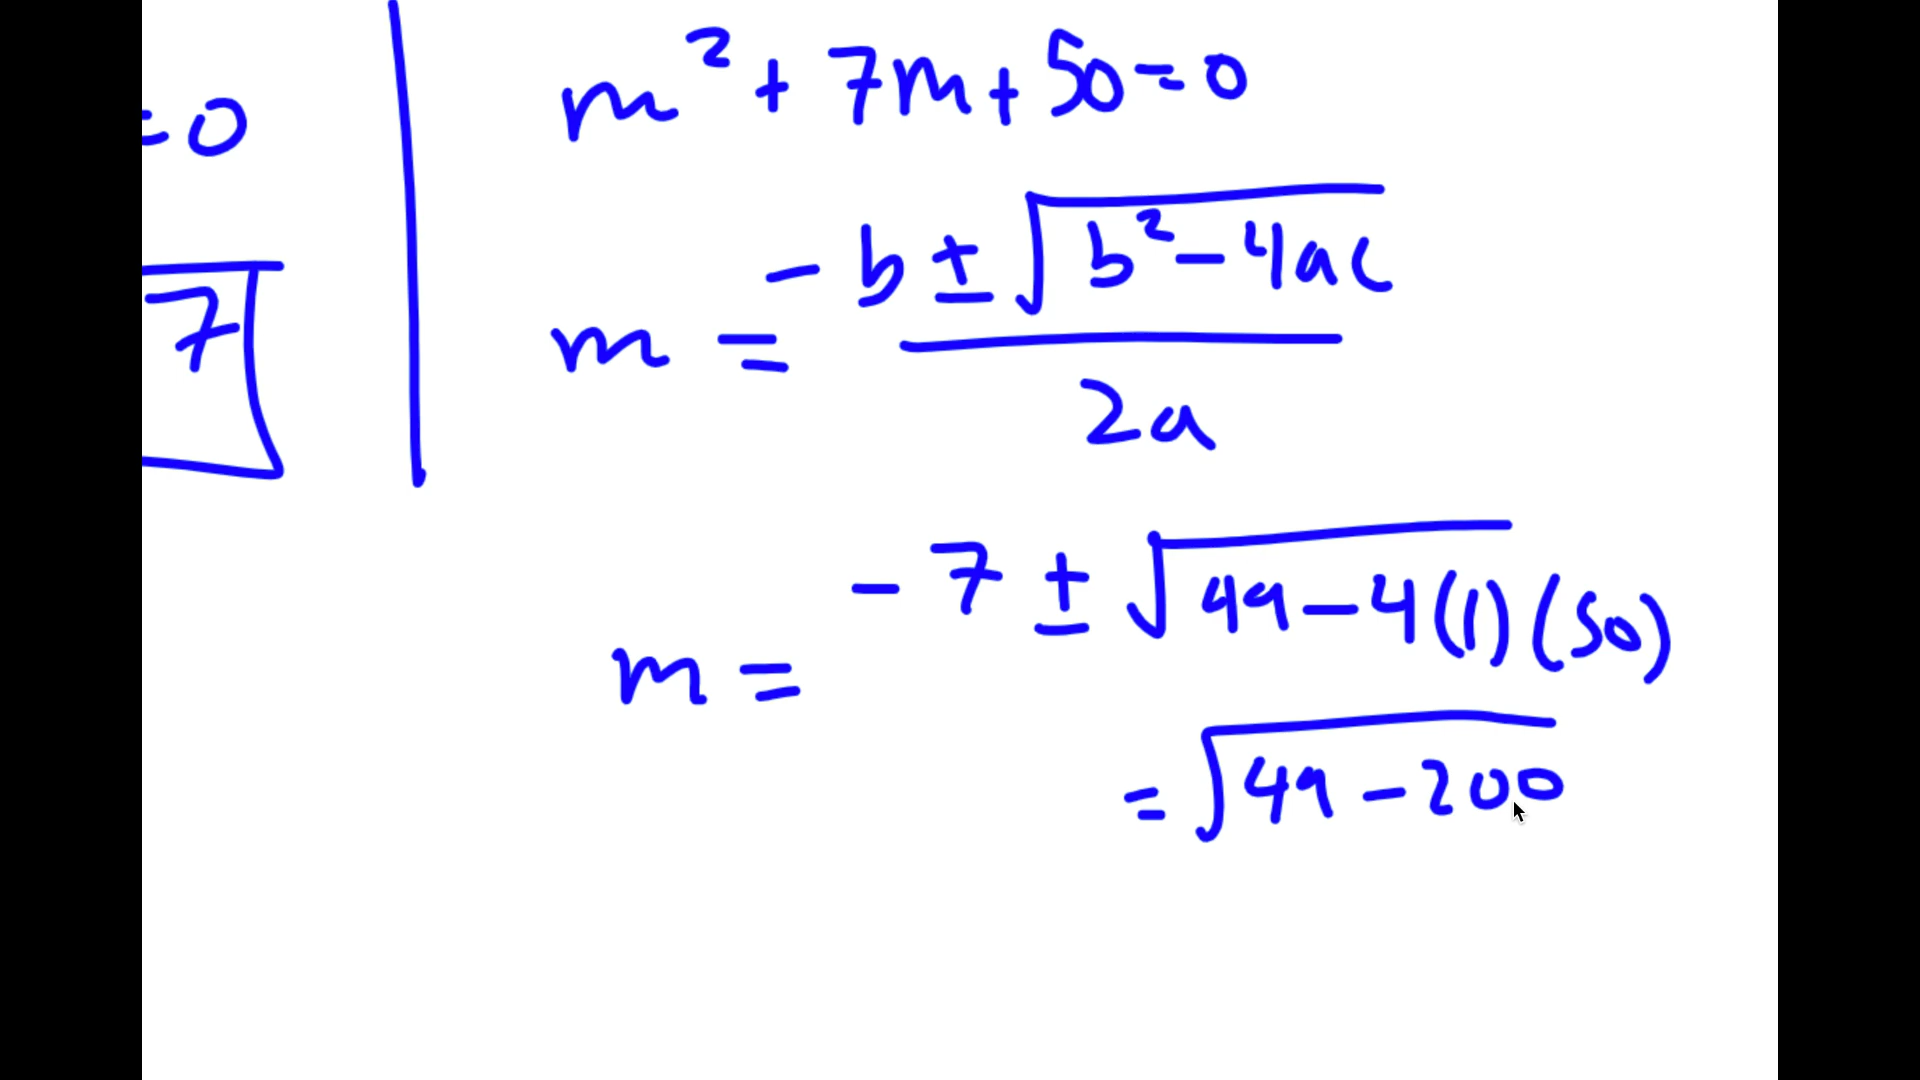 =0
7
m² + 7m + 50 = 0
m = -b ± √(b² - 4ac) / 2a
m = -7 ± √(49 - 4(1)(50))
= √(49 - 200)